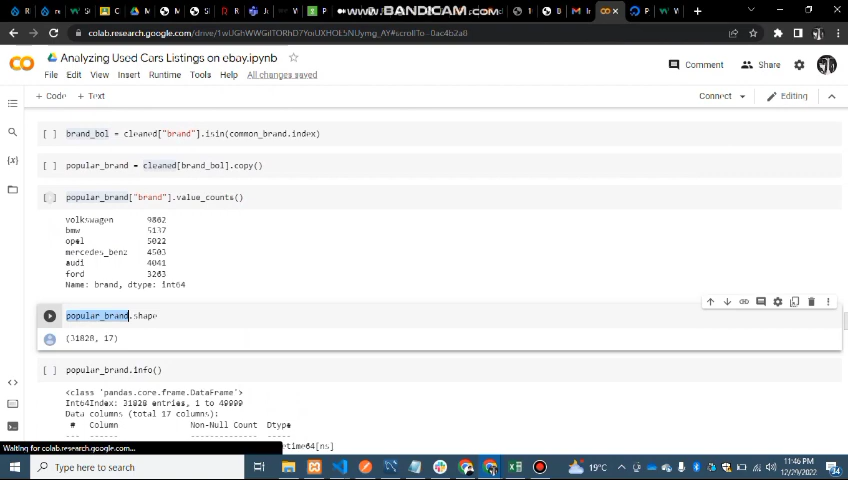 www.BANDICAM.com
colab.research.google.com/drive/1wUGhWWGiITORhD7YoiUXHOL5NUymg_AY#scrollTo=0ac4b2a8
Analyzing Used Cars Listings on ebay.ipynb
File Edit View Insert Runtime Tools Help All changes saved
Comment Share
+ Code + Text
Connect Editing
[ ] brand_bol = cleaned["brand"].isin(common_brand.index)
[ ] popular_brand = cleaned[brand_bol].copy()
[ ] popular_brand["brand"].value_counts()
volkswagen 9862
bmw 5137
opel 5022
mercedes_benz 4503
audi 4041
ford 3263
Name: brand, dtype: int64
popular_brand.shape
(31828, 17)
[ ] popular_brand.info()
<class 'pandas.core.frame.DataFrame'>
Int64Index: 31828 entries, 1 to 49999
Data columns (total 17 columns):
# Column Non-Null Count Dtype
Waiting for colab.research.google.com...
etime64[ns]
Type here to search
19°C
11:46 PM
12/29/2022
34